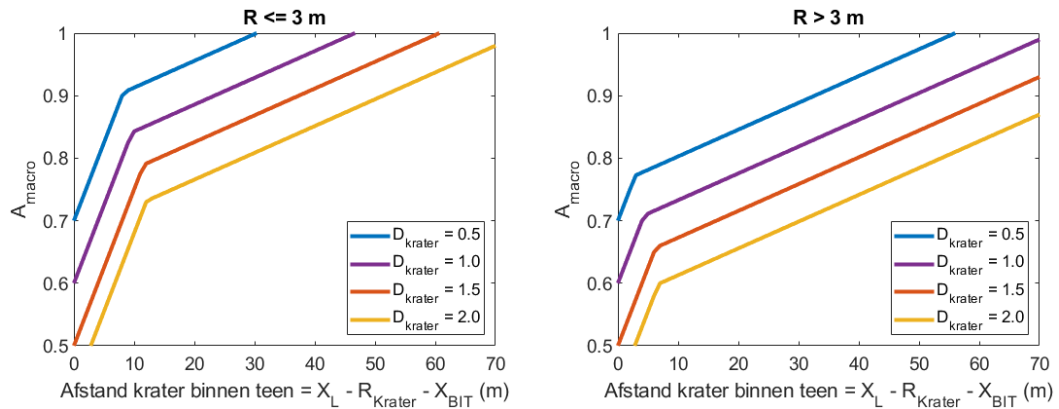 R <= 3 m
1
0.9
0.8
0.7
0.6
0.5
A_macro
0 10 20 30 40 50 60 70
Afstand krater binnen teen = X_L - R_Krater - X_BIT (m)
D_krater = 0.5
D_krater = 1.0
D_krater = 1.5
D_krater = 2.0
R > 3 m
1
0.9
0.8
0.7
0.6
0.5
A_macro
0 10 20 30 40 50 60 70
Afstand krater binnen teen = X_L - R_Krater - X_BIT (m)
D_krater = 0.5
D_krater = 1.0
D_krater = 1.5
D_krater = 2.0